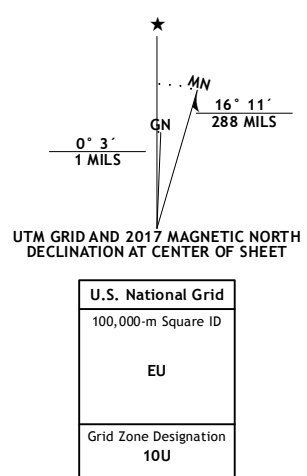 ★
MN
GN
16° 11´
288 MILS
0° 3´
1 MILS
UTM GRID AND 2017 MAGNETIC NORTH
DECLINATION AT CENTER OF SHEET
U.S. National Grid
100,000-m Square ID
EU
Grid Zone Designation
10U